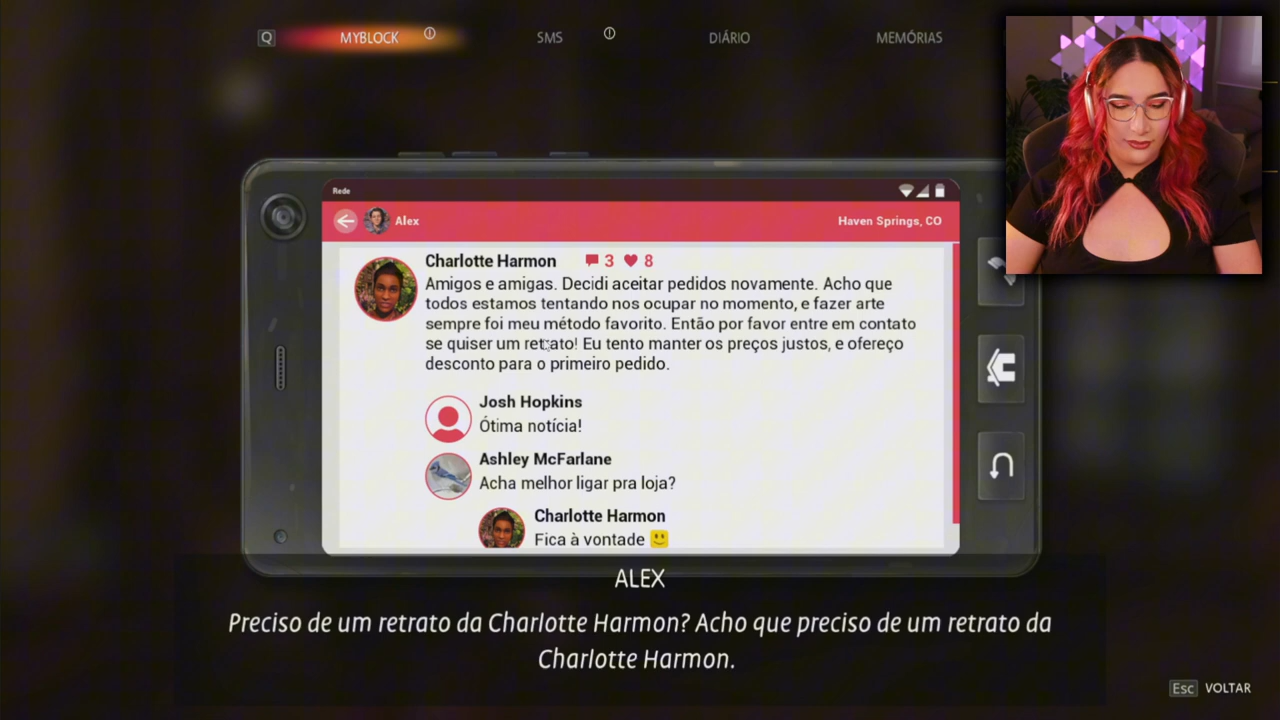 Q MYBLOCK SMS DIÁRIO MEMÓRIAS
Rede
Alex Haven Springs, CO
Charlotte Harmon 3 8
Amigos e amigas. Decidi aceitar pedidos novamente. Acho que
todos estamos tentando nos ocupar no momento, e fazer arte
sempre foi meu método favorito. Então por favor entre em contato
se quiser um retrato! Eu tento manter os preços justos, e ofereço
desconto para o primeiro pedido.
Josh Hopkins
Ótima notícia!
Ashley McFarlane
Acha melhor ligar pra loja?
Charlotte Harmon
Fica à vontade 🙂
ALEX
Preciso de um retrato da Charlotte Harmon? Acho que preciso de um retrato da
Charlotte Harmon.
Esc VOLTAR